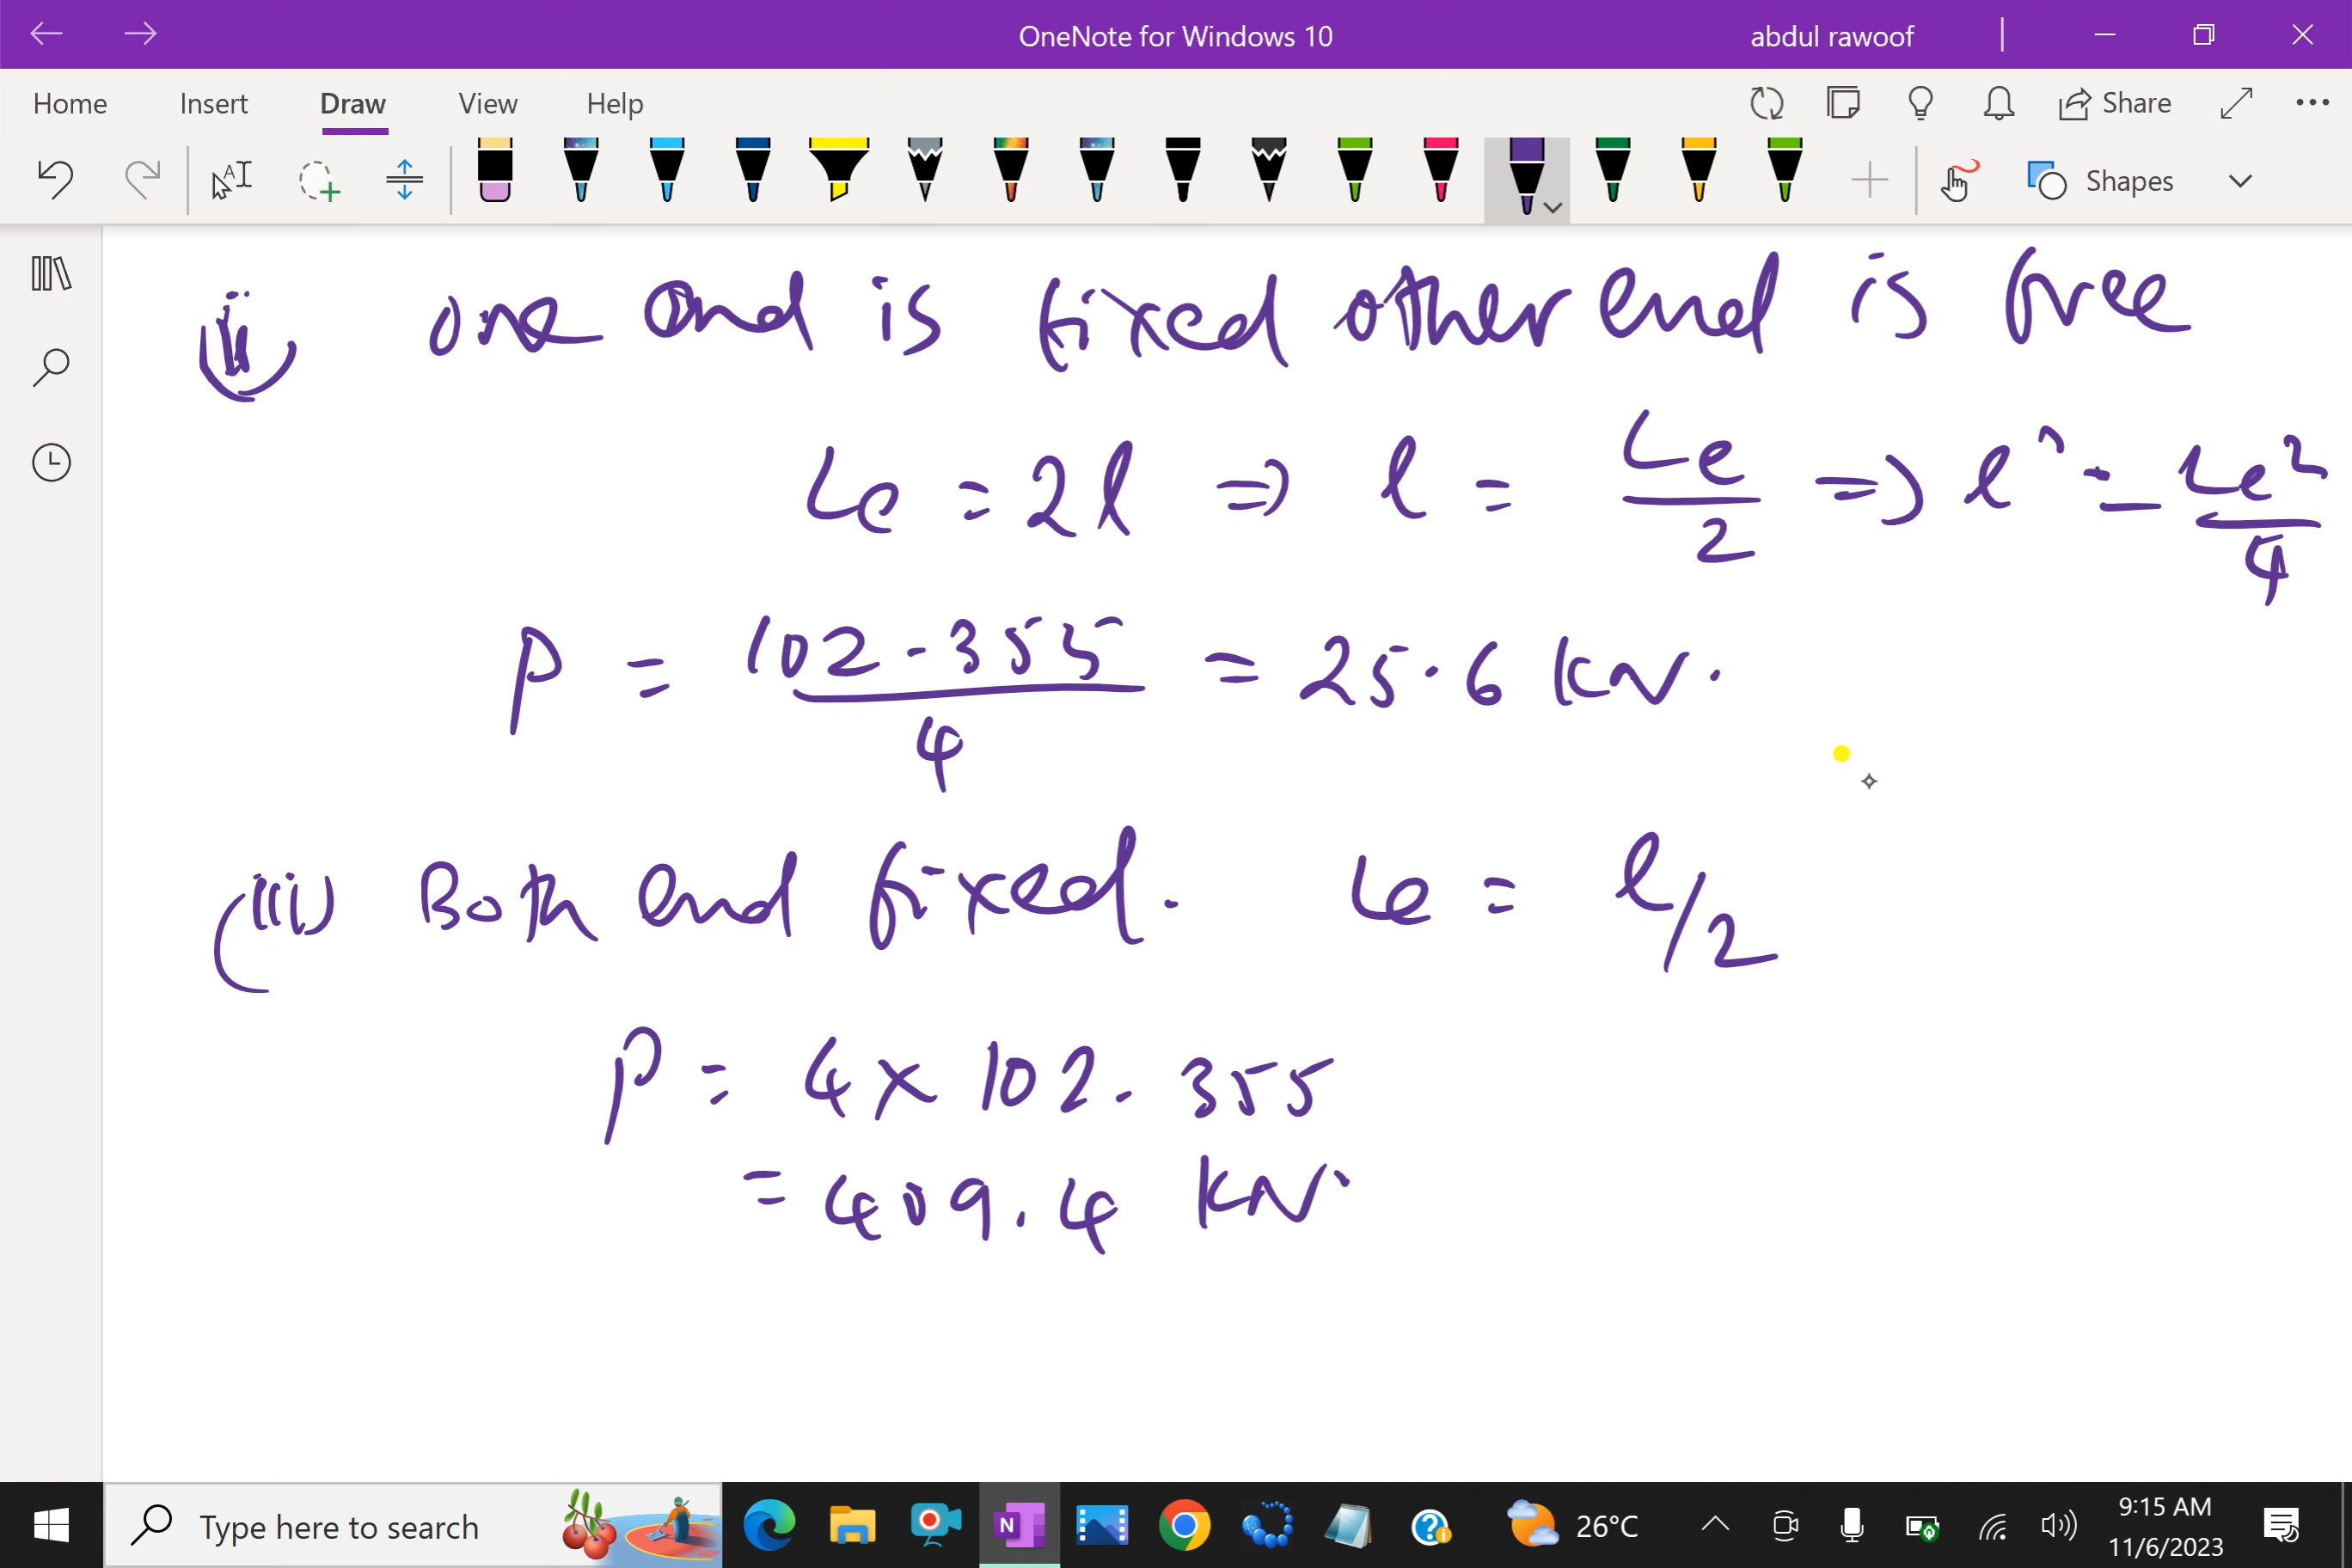 OneNote for Windows 10
abdul rawoof
Home Insert Draw View Help
Share
Shapes
ii) one end is fixed other end is free
Le = 2l => l = Le/2 => l² = Le²/4
P = 102.355/4 = 25.6 KN.
(iii) Both end fixed. Le = l/2
P = 4 x 102.355
= 409.4 KN.
Type here to search
26°C
9:15 AM
11/6/2023